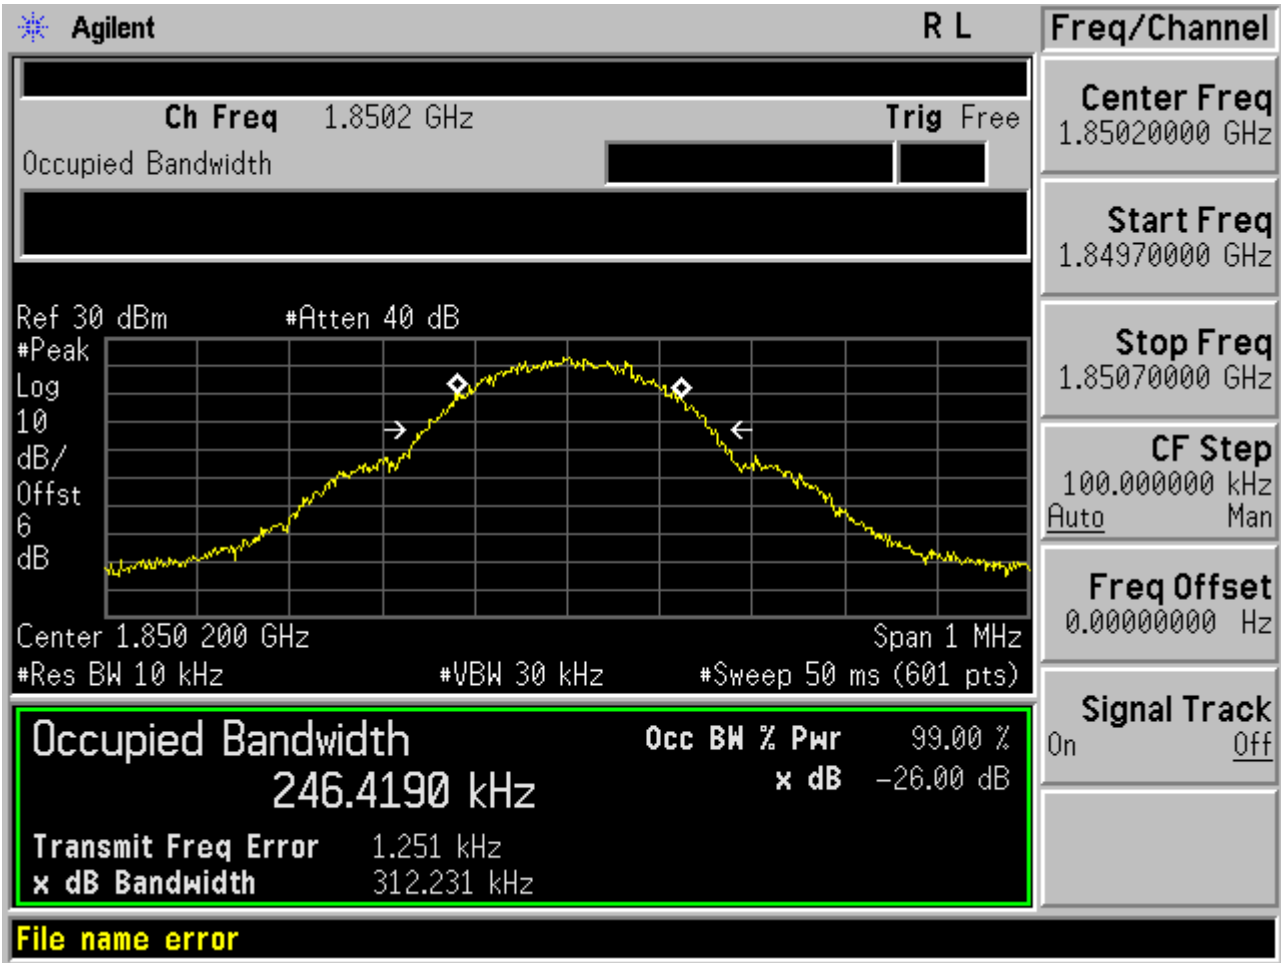 Agilent R L Freq/Channel
Ch Freq 1.8502 GHz Trig Free
Occupied Bandwidth
Center Freq
1.85020000 GHz
Start Freq
1.84970000 GHz
Stop Freq
1.85070000 GHz
CF Step
100.000000 kHz
Auto Man
Freq Offset
0.00000000 Hz
Signal Track
On Off
Ref 30 dBm #Atten 40 dB
#Peak
Log
10
dB/
Offst
6
dB
Center 1.850 200 GHz Span 1 MHz
#Res BW 10 kHz #VBW 30 kHz #Sweep 50 ms (601 pts)
Occupied Bandwidth Occ BW % Pwr 99.00 %
246.4190 kHz x dB -26.00 dB
Transmit Freq Error 1.251 kHz
x dB Bandwidth 312.231 kHz
File name error